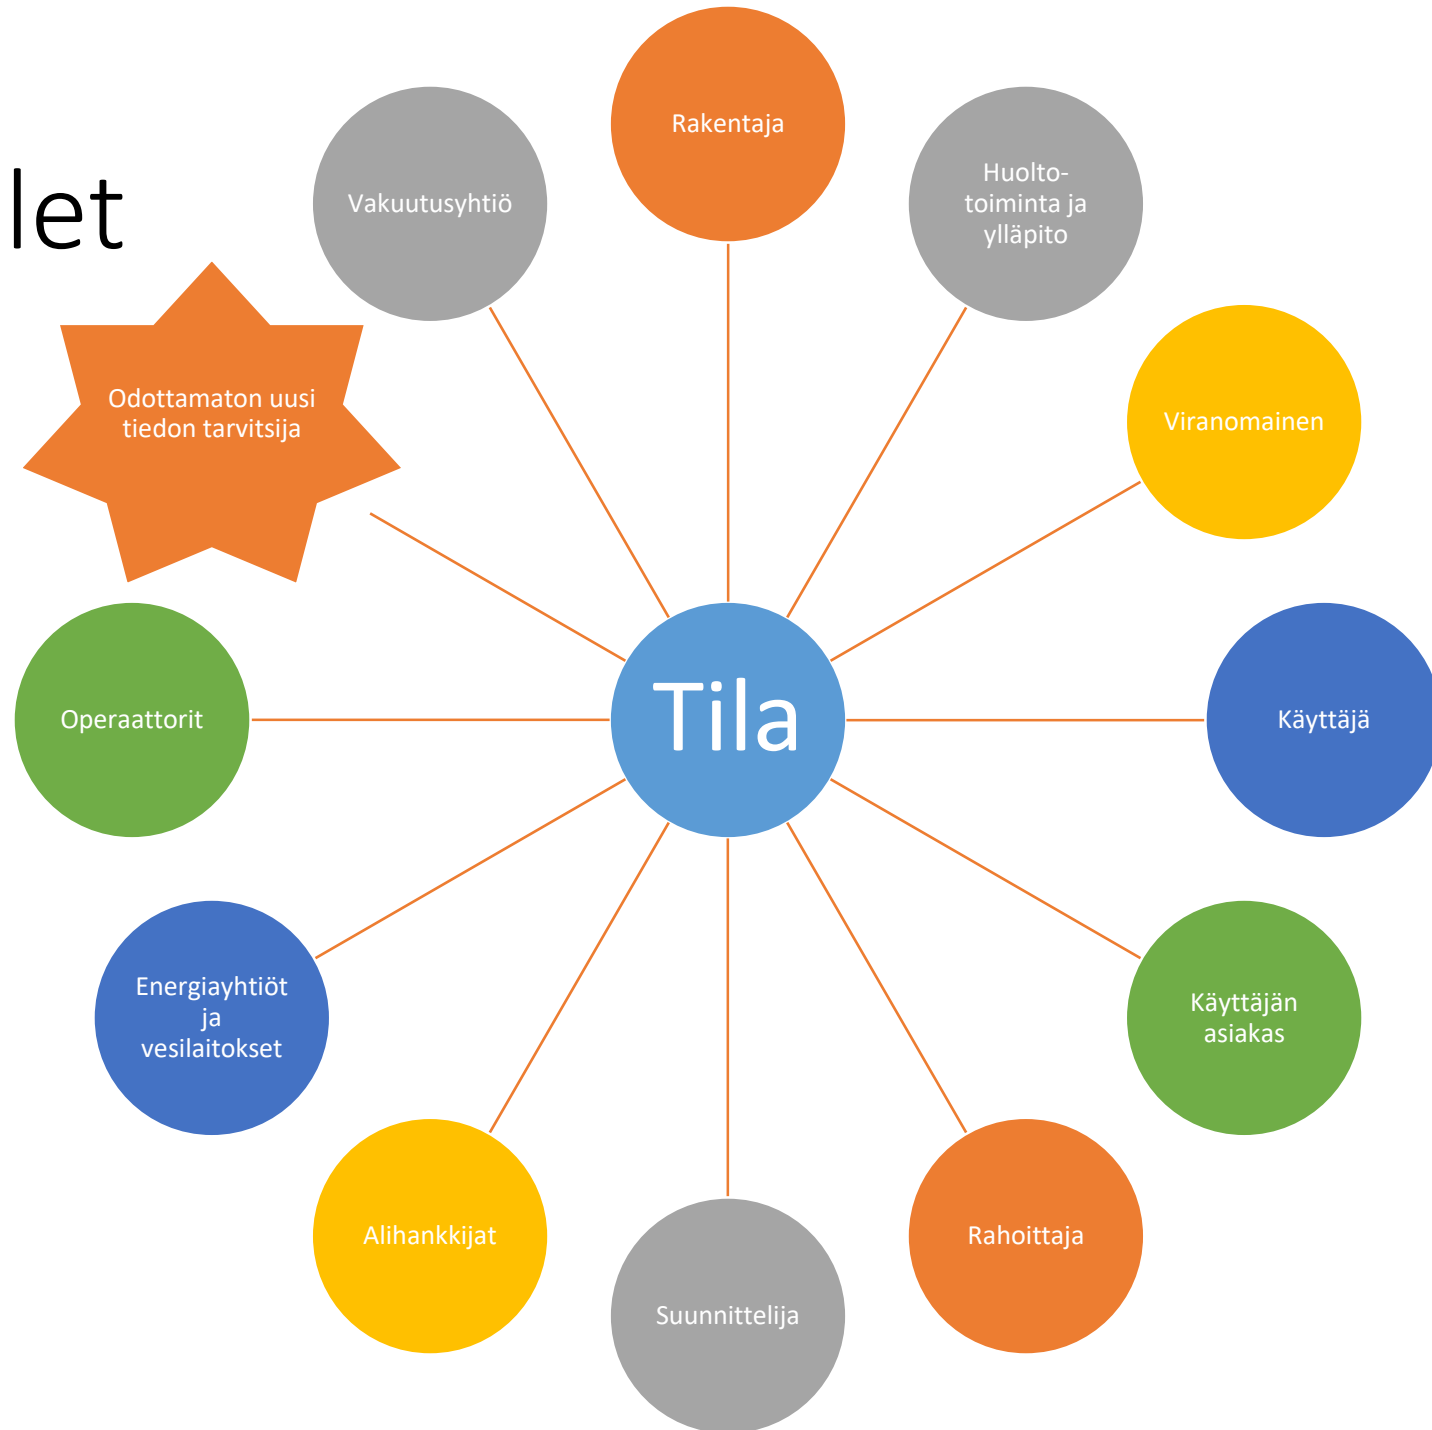 let
Rakentaja
Vakuutusyhtiö
Huolto-
toiminta ja
ylläpito
Odottamaton uusi
tiedon tarvitsija
Viranomainen
Operaattorit
Tila
Käyttäjä
Energiayhtiöt
ja
vesilaitokset
Käyttäjän
asiakas
Alihankkijat
Rahoittaja
Suunnittelija